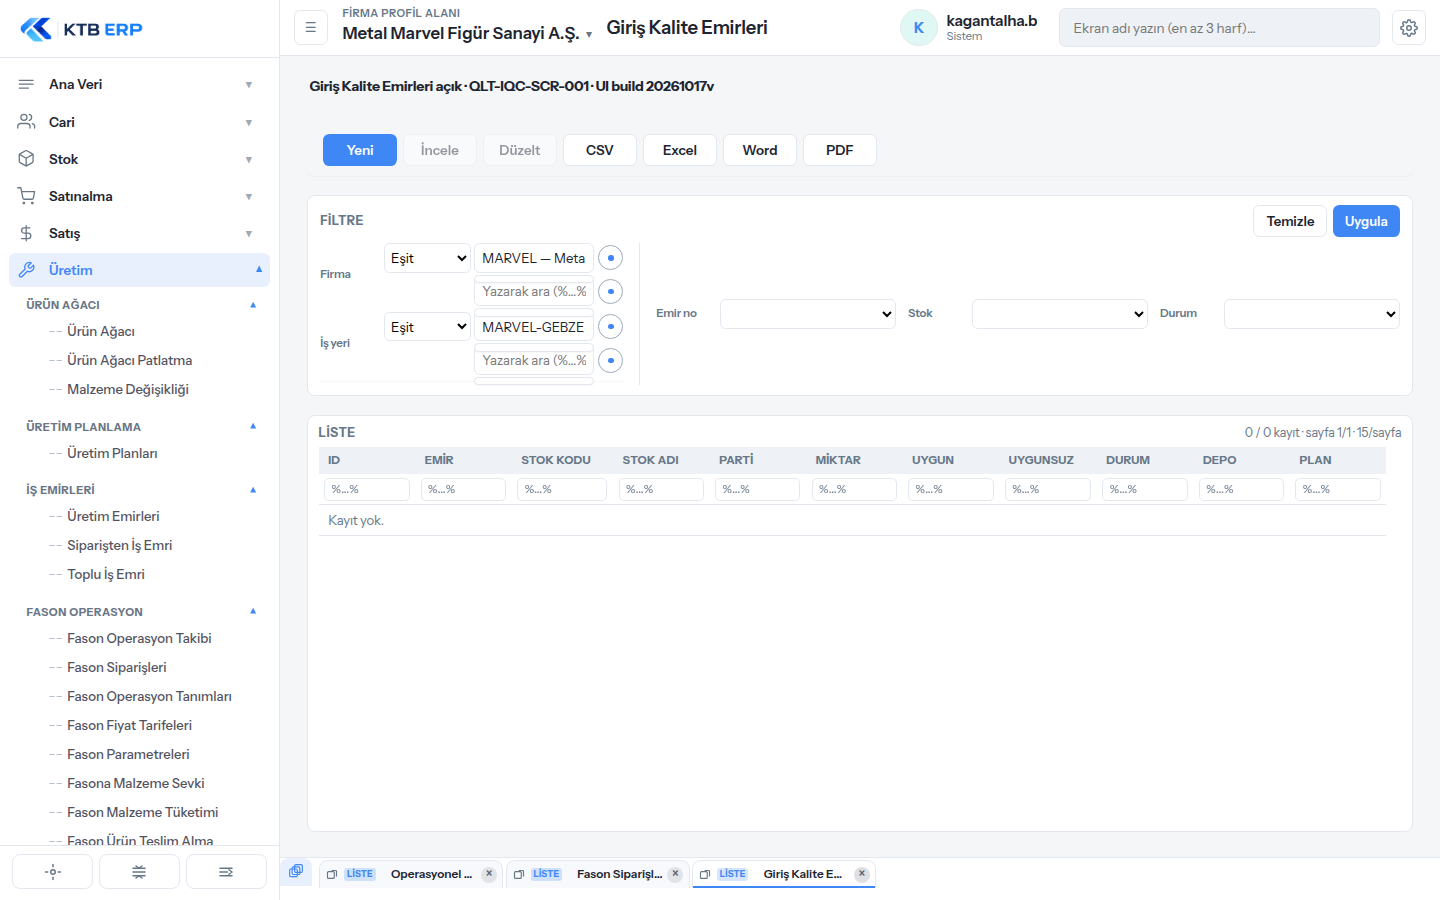 KTB ERP
Ana Veri
Cari
Stok
Satınalma
Satış
Üretim
ÜRÜN AĞACI
Ürün Ağacı
Ürün Ağacı Patlatma
Malzeme Değişikliği
ÜRETİM PLANLAMA
Üretim Planları
İŞ EMİRLERİ
Üretim Emirleri
Siparişten İş Emri
Toplu İş Emri
FASON OPERASYON
Fason Operasyon Takibi
Fason Siparişleri
Fason Operasyon Tanımları
Fason Fiyat Tarifeleri
Fason Parametreleri
Fasona Malzeme Sevki
Fason Malzeme Tüketimi
Fason Ürün Teslim Alma
FİRMA PROFİL ALANI
Metal Marvel Figür Sanayi A.Ş.
Giriş Kalite Emirleri
K
kagantalha.b
Sistem
Ekran adı yazın (en az 3 harf)...
Giriş Kalite Emirleri açık · QLT-IQC-SCR-001 · UI build 20261017v
Yeni İncele Düzelt CSV Excel Word PDF
FİLTRE
Temizle Uygula
Firma Eşit MARVEL — Meta
Yazarak ara (%...%
İş yeri Eşit MARVEL-GEBZE
Yazarak ara (%...%
Emir no Stok Durum
LİSTE
0 / 0 kayıt · sayfa 1/1 · 15/sayfa
ID EMİR STOK KODU STOK ADI PARTİ MİKTAR UYGUN UYGUNSUZ DURUM DEPO PLAN
%...% %...% %...% %...% %...% %...% %...% %...% %...% %...% %...%
Kayıt yok.
LİSTE Operasyonel ... ×
LİSTE Fason Siparişl... ×
LİSTE Giriş Kalite E... ×